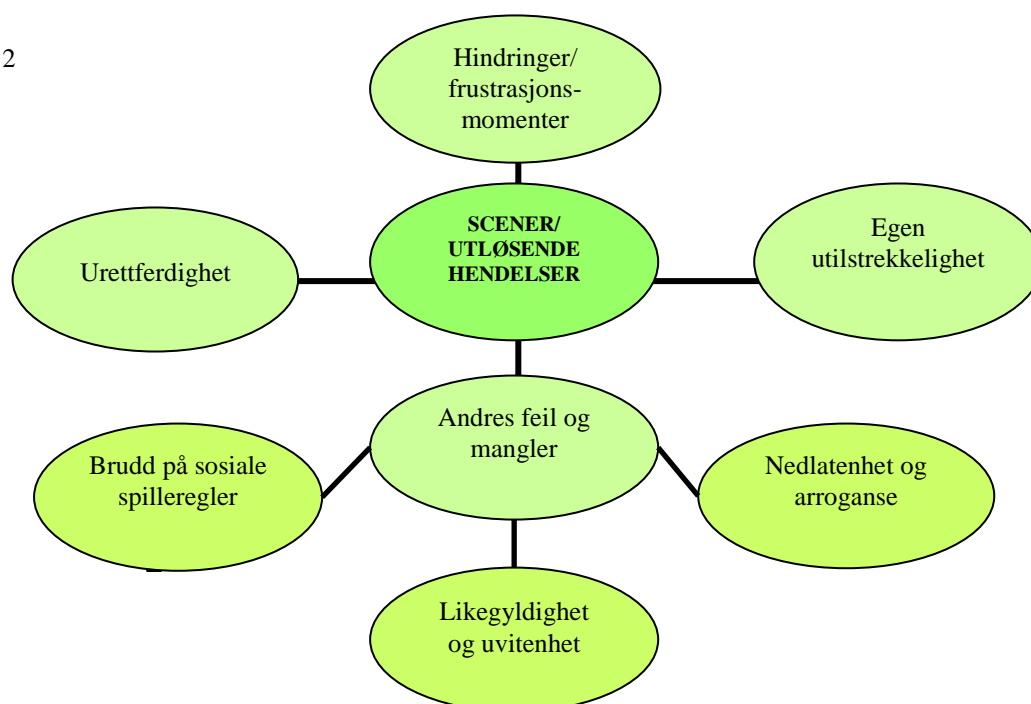 2
Hindringer/
frustrasjons-
momenter
SCENER/
UTLØSENDE
HENDELSER
Egen
utilstrekkelighet
Urettferdighet
Andres feil og
mangler
Brudd på sosiale
spilleregler
Nedlatenhet og
arroganse
Likegyldighet
og uvitenhet